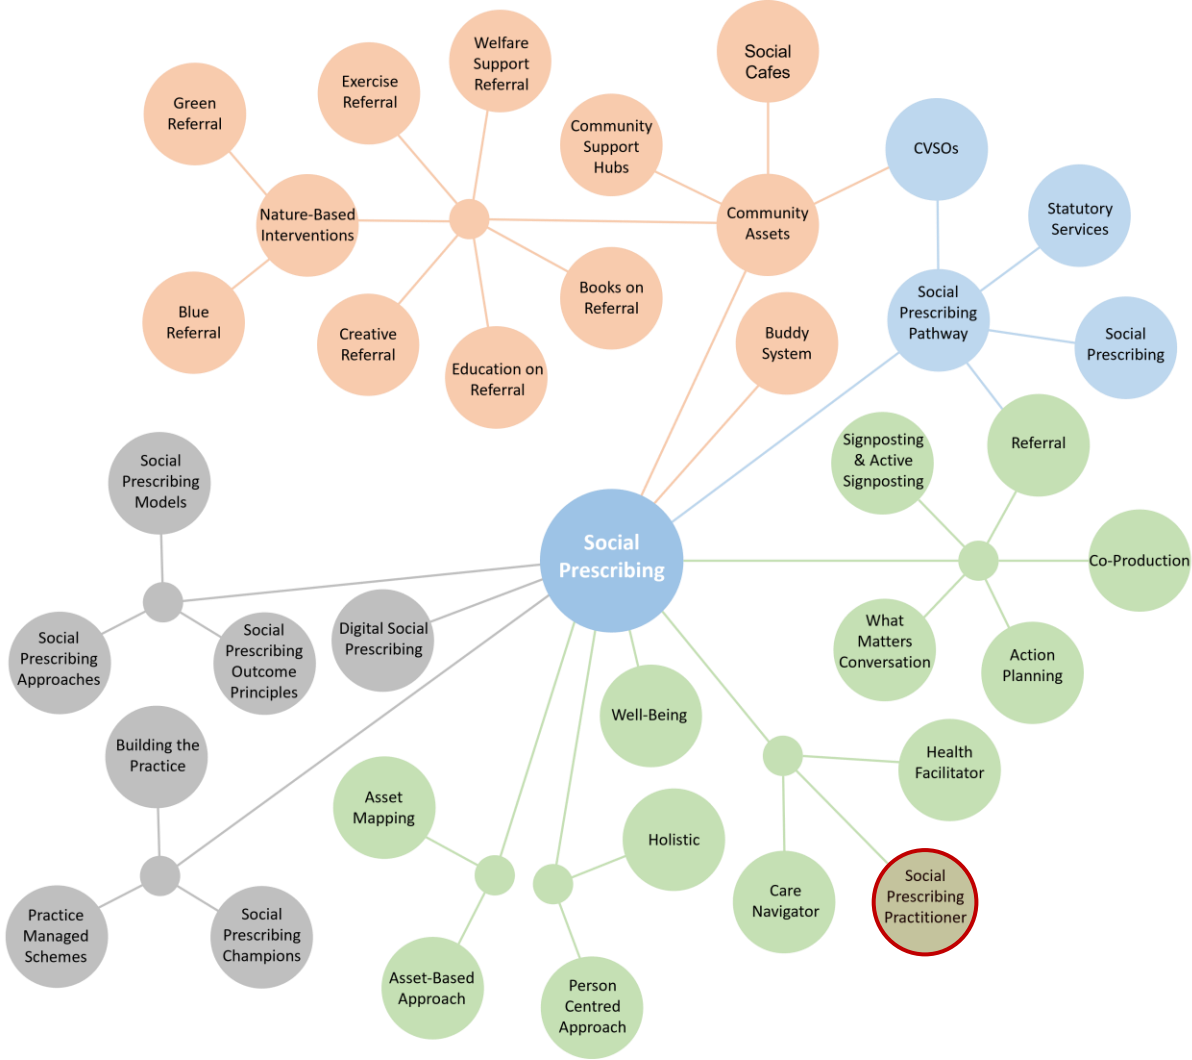 Social
Cafes
Welfare
Support
Referral
Exercise
Referral
Green
Referral
Community
Support
Hubs
CVSOs
Statutory
Services
Nature-Based
Interventions
Community
Assets
Books on
Referral
Blue
Referral
Creative
Referral
Education on
Referral
Buddy
System
Social
Prescribing
Pathway
Social
Prescribing
Signposting
& Active
Signposting
Referral
Social
Prescribing
Models
Social
Prescribing
Co-Production
Social
Prescribing
Approaches
Social
Prescribing
Outcome
Principles
Digital Social
Prescribing
What
Matters
Conversation
Action
Planning
Well-Being
Building the
Practice
Health
Facilitator
Asset
Mapping
Holistic
Care
Navigator
Social
Prescribing
Practitioner
Practice
Managed
Schemes
Social
Prescribing
Champions
Asset-Based
Approach
Person
Centred
Approach